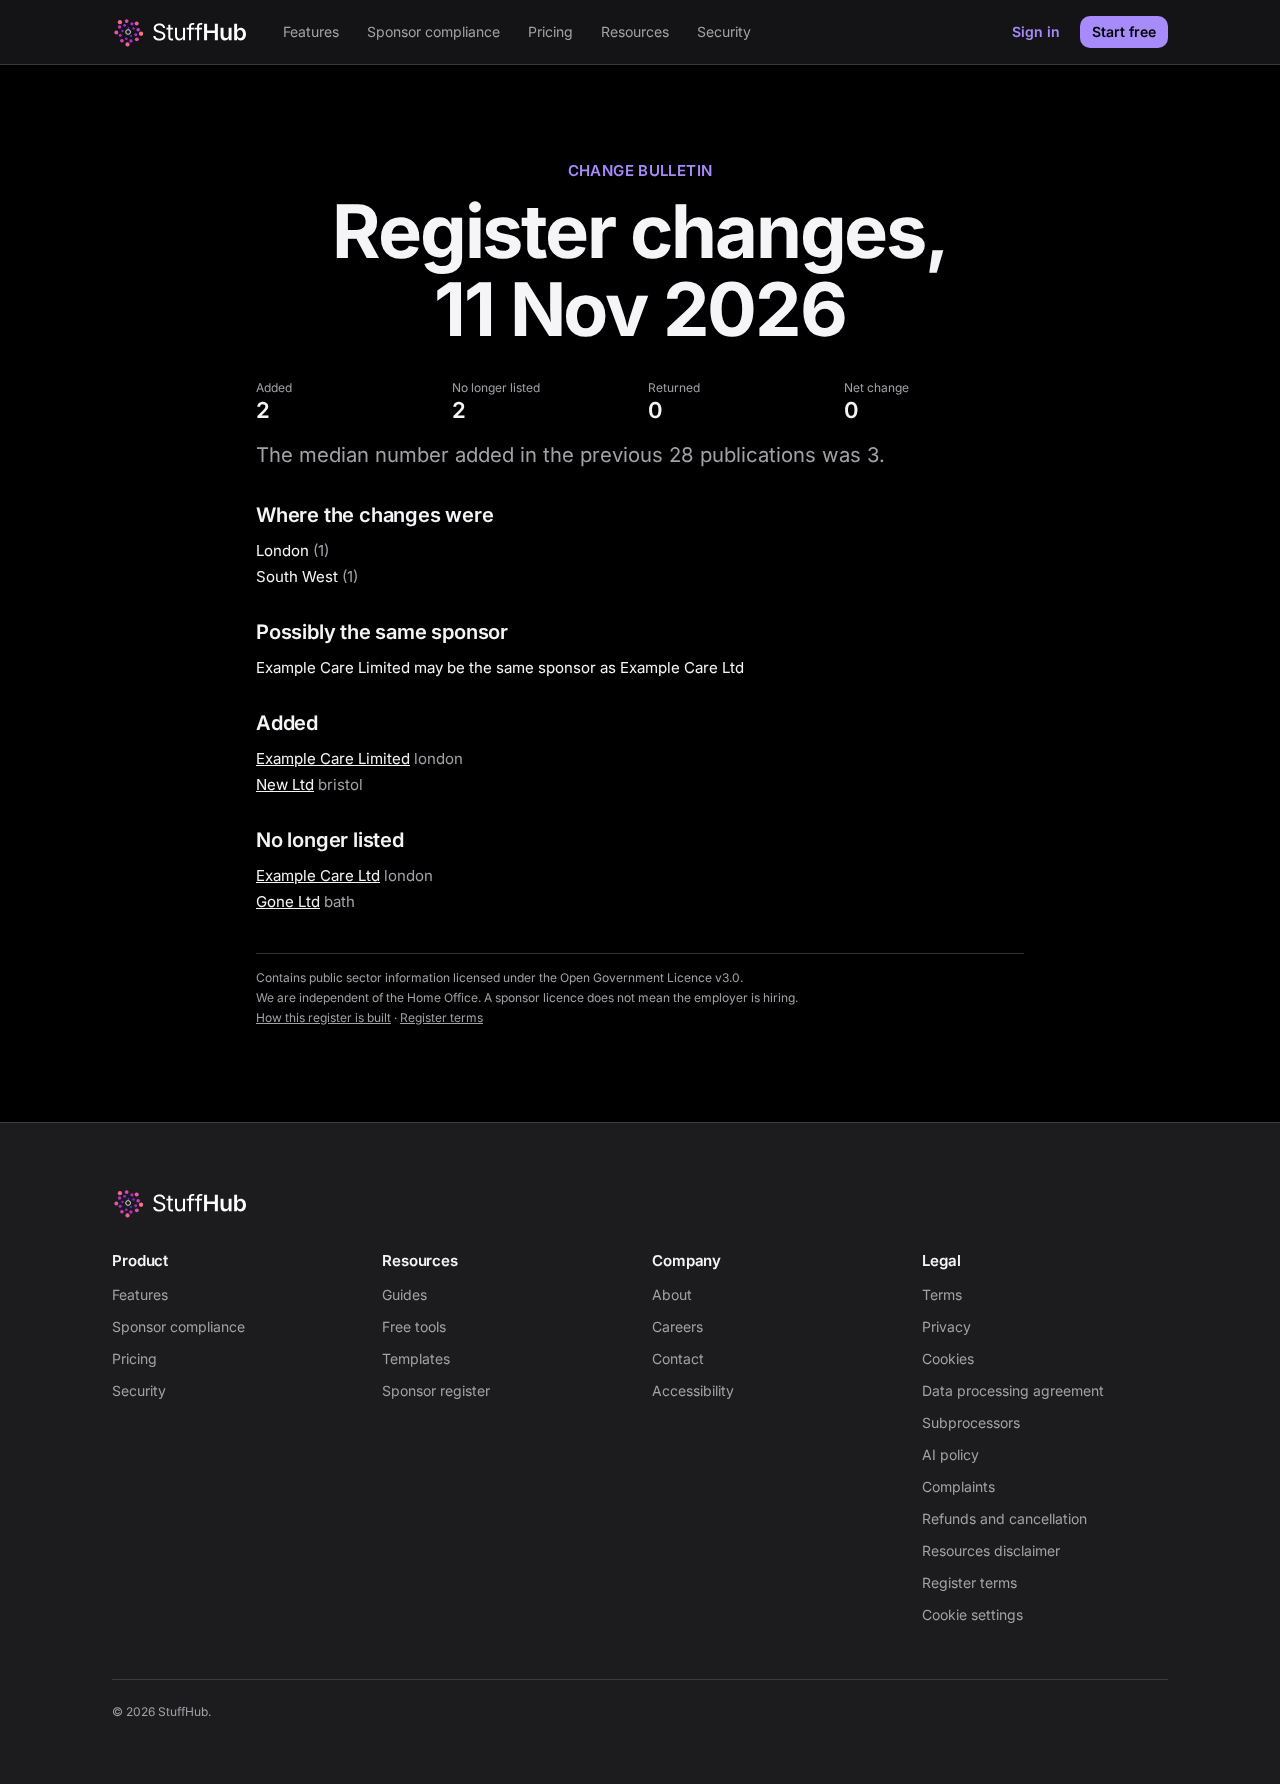 StuffHub
Features
Sponsor compliance
Pricing
Resources
Security
Sign in
Start free
CHANGE BULLETIN
Register changes,
11 Nov 2026
Added
No longer listed
Returned
Net change
2
2
0
0
The median number added in the previous 28 publications was 3.
Where the changes were
London (1)
South West (1)
Possibly the same sponsor
Example Care Limited may be the same sponsor as Example Care Ltd
Added
Example Care Limited london
New Ltd bristol
No longer listed
Example Care Ltd london
Gone Ltd bath
Contains public sector information licensed under the Open Government Licence v3.0.
We are independent of the Home Office. A sponsor licence does not mean the employer is hiring.
How this register is built · Register terms
StuffHub
Product
Features
Sponsor compliance
Pricing
Security
Resources
Guides
Free tools
Templates
Sponsor register
Company
About
Careers
Contact
Accessibility
Legal
Terms
Privacy
Cookies
Data processing agreement
Subprocessors
AI policy
Complaints
Refunds and cancellation
Resources disclaimer
Register terms
Cookie settings
© 2026 StuffHub.